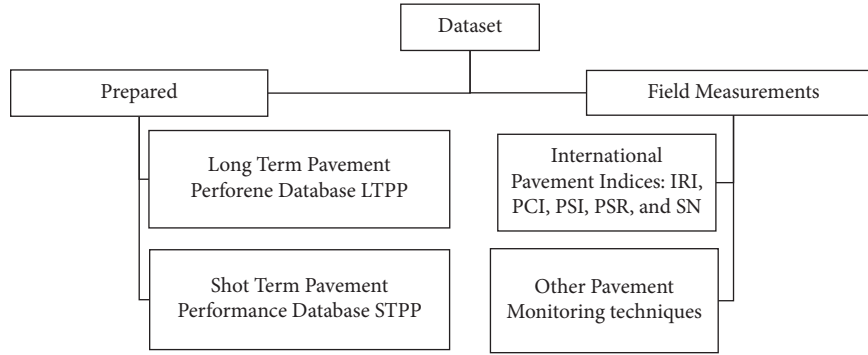 Dataset
Prepared
Field Measurements
Long Term Pavement
Perforene Database LTPP
Shot Term Pavement
Performance Database STPP
International
Pavement Indices: IRI,
PCI, PSI, PSR, and SN
Other Pavement
Monitoring techniques